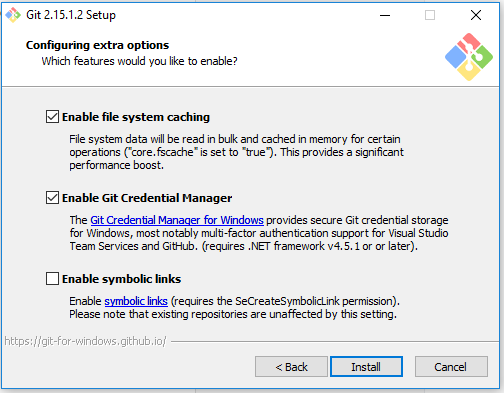 Git 2.15.1.2 Setup
Configuring extra options
Which features would you like to enable?
Enable file system caching
File system data will be read in bulk and cached in memory for certain
operations ("core.fscache" is set to "true"). This provides a significant
performance boost.
Enable Git Credential Manager
The Git Credential Manager for Windows provides secure Git credential storage
for Windows, most notably multi-factor authentication support for Visual Studio
Team Services and GitHub. (requires .NET framework v4.5.1 or or later).
Enable symbolic links
Enable symbolic links (requires the SeCreateSymbolicLink permission).
Please note that existing repositories are unaffected by this setting.
https://git-for-windows.github.io/
< Back
Install
Cancel